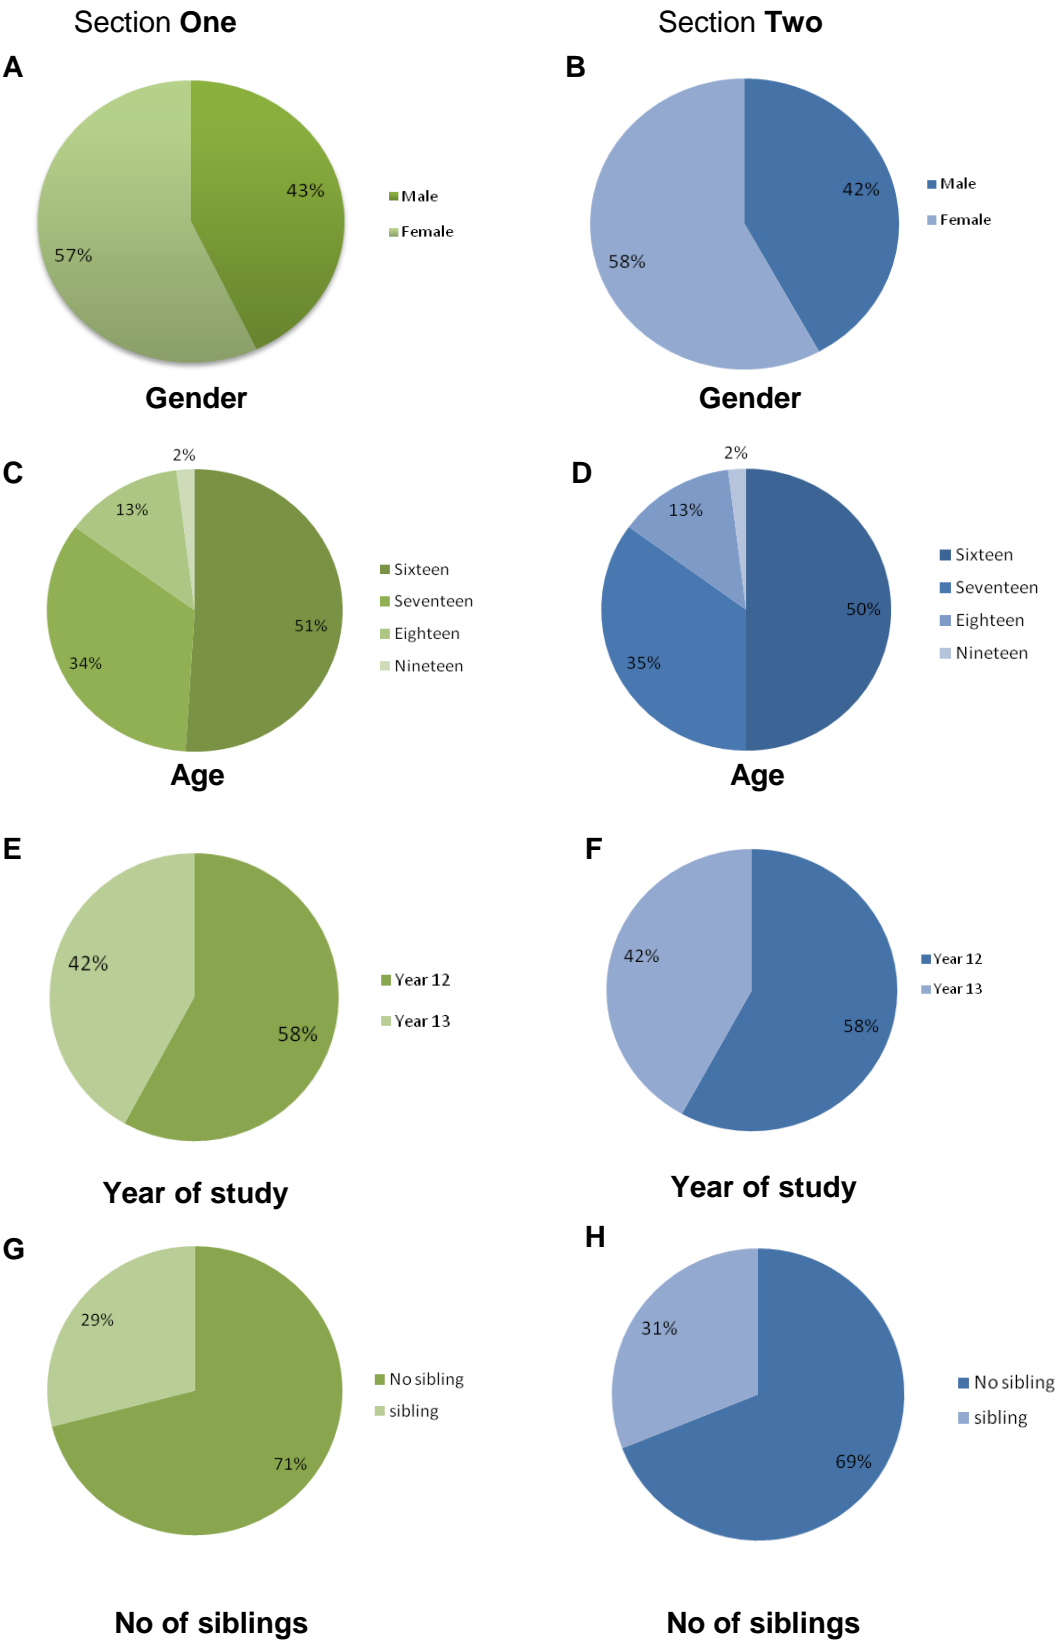 Section One
Section Two
A
43%
57%
Male
Female
Gender
B
42%
58%
Male
Female
Gender
C
2%
13%
34%
51%
Sixteen
Seventeen
Eighteen
Nineteen
Age
D
2%
13%
35%
50%
Sixteen
Seventeen
Eighteen
Nineteen
Age
E
42%
58%
Year 12
Year 13
Year of study
F
42%
58%
Year 12
Year 13
Year of study
G
29%
71%
No sibling
sibling
No of siblings
H
31%
69%
No sibling
sibling
No of siblings